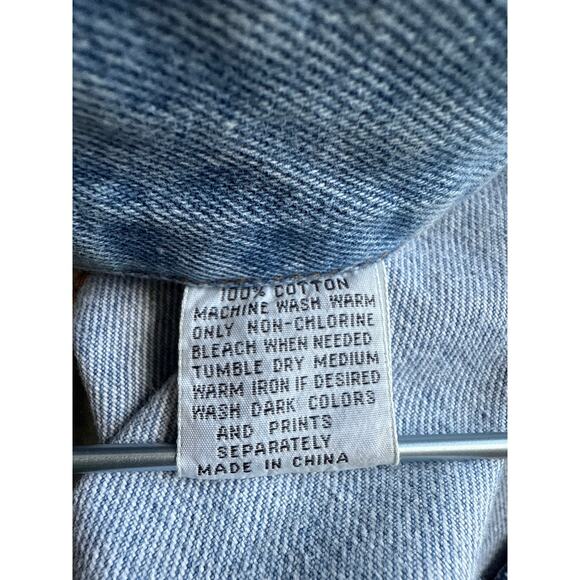 100% COTTON
MACHINE WASH WARM
ONLY NON-CHLORINE
BLEACH WHEN NEEDED
TUMBLE DRY MEDIUM
WARM IRON IF DESIRED
WASH DARK COLORS
AND PRINTS
SEPARATELY
MADE IN CHINA